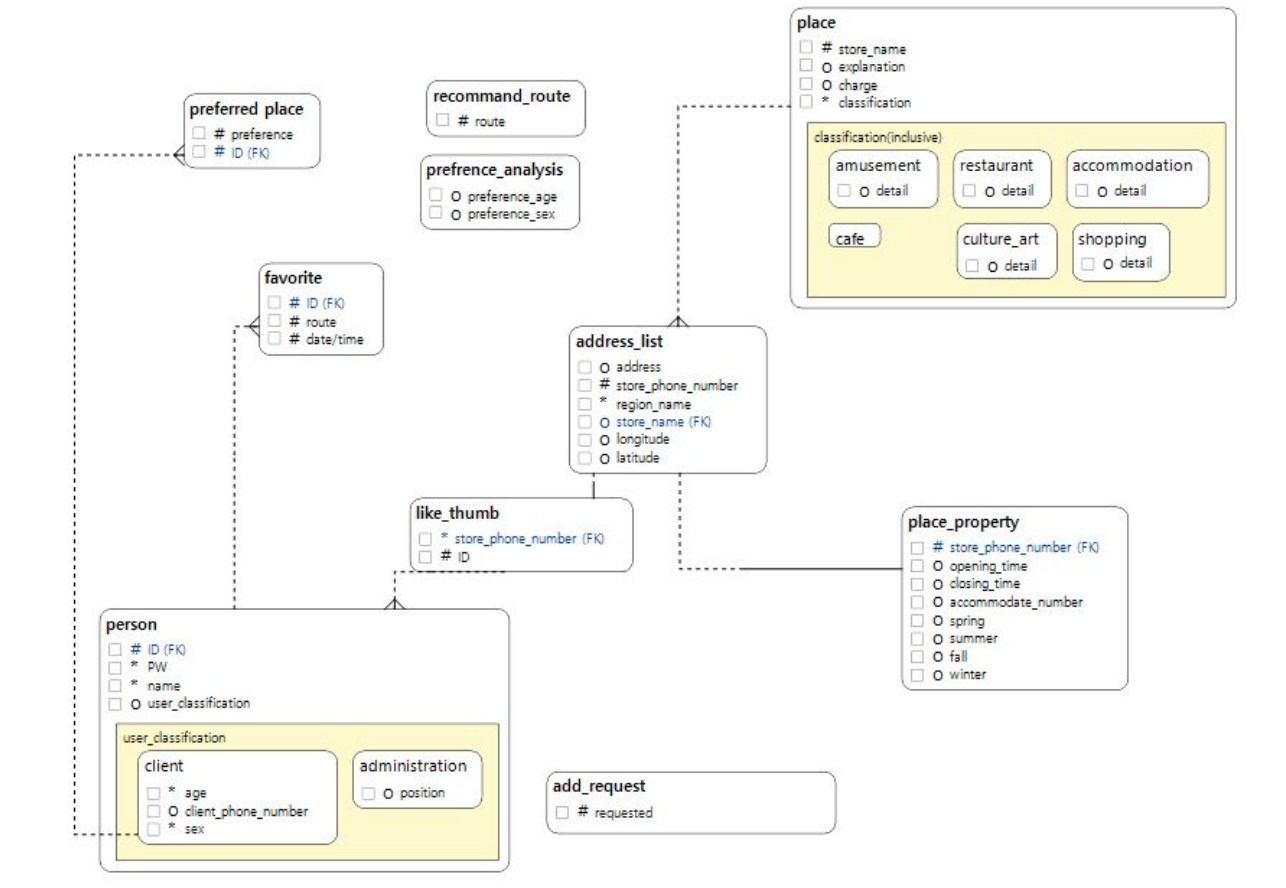 place
# store_name
O explanation
O charge
* classification
classification(inclusive)
amusement
O detail
restaurant
O detail
accommodation
O detail
cafe
culture_art
O detail
shopping
O detail
preferred place
# preference
# ID (FK)
recommand_route
# route
prefrence_analysis
O preference_age
O preference_sex
favorite
# ID (FK)
# route
# date/time
address_list
O address
# store_phone_number
* region_name
O store_name (FK)
O longitude
O latitude
like_thumb
* store_phone_number (FK)
# ID
place_property
# store_phone_number (FK)
O opening_time
O closing_time
O accommodate_number
O spring
O summer
O fall
O winter
person
# ID (FK)
* PW
* name
O user_classification
user_classification
client
* age
O client_phone_number
* sex
administration
O position
add_request
# requested